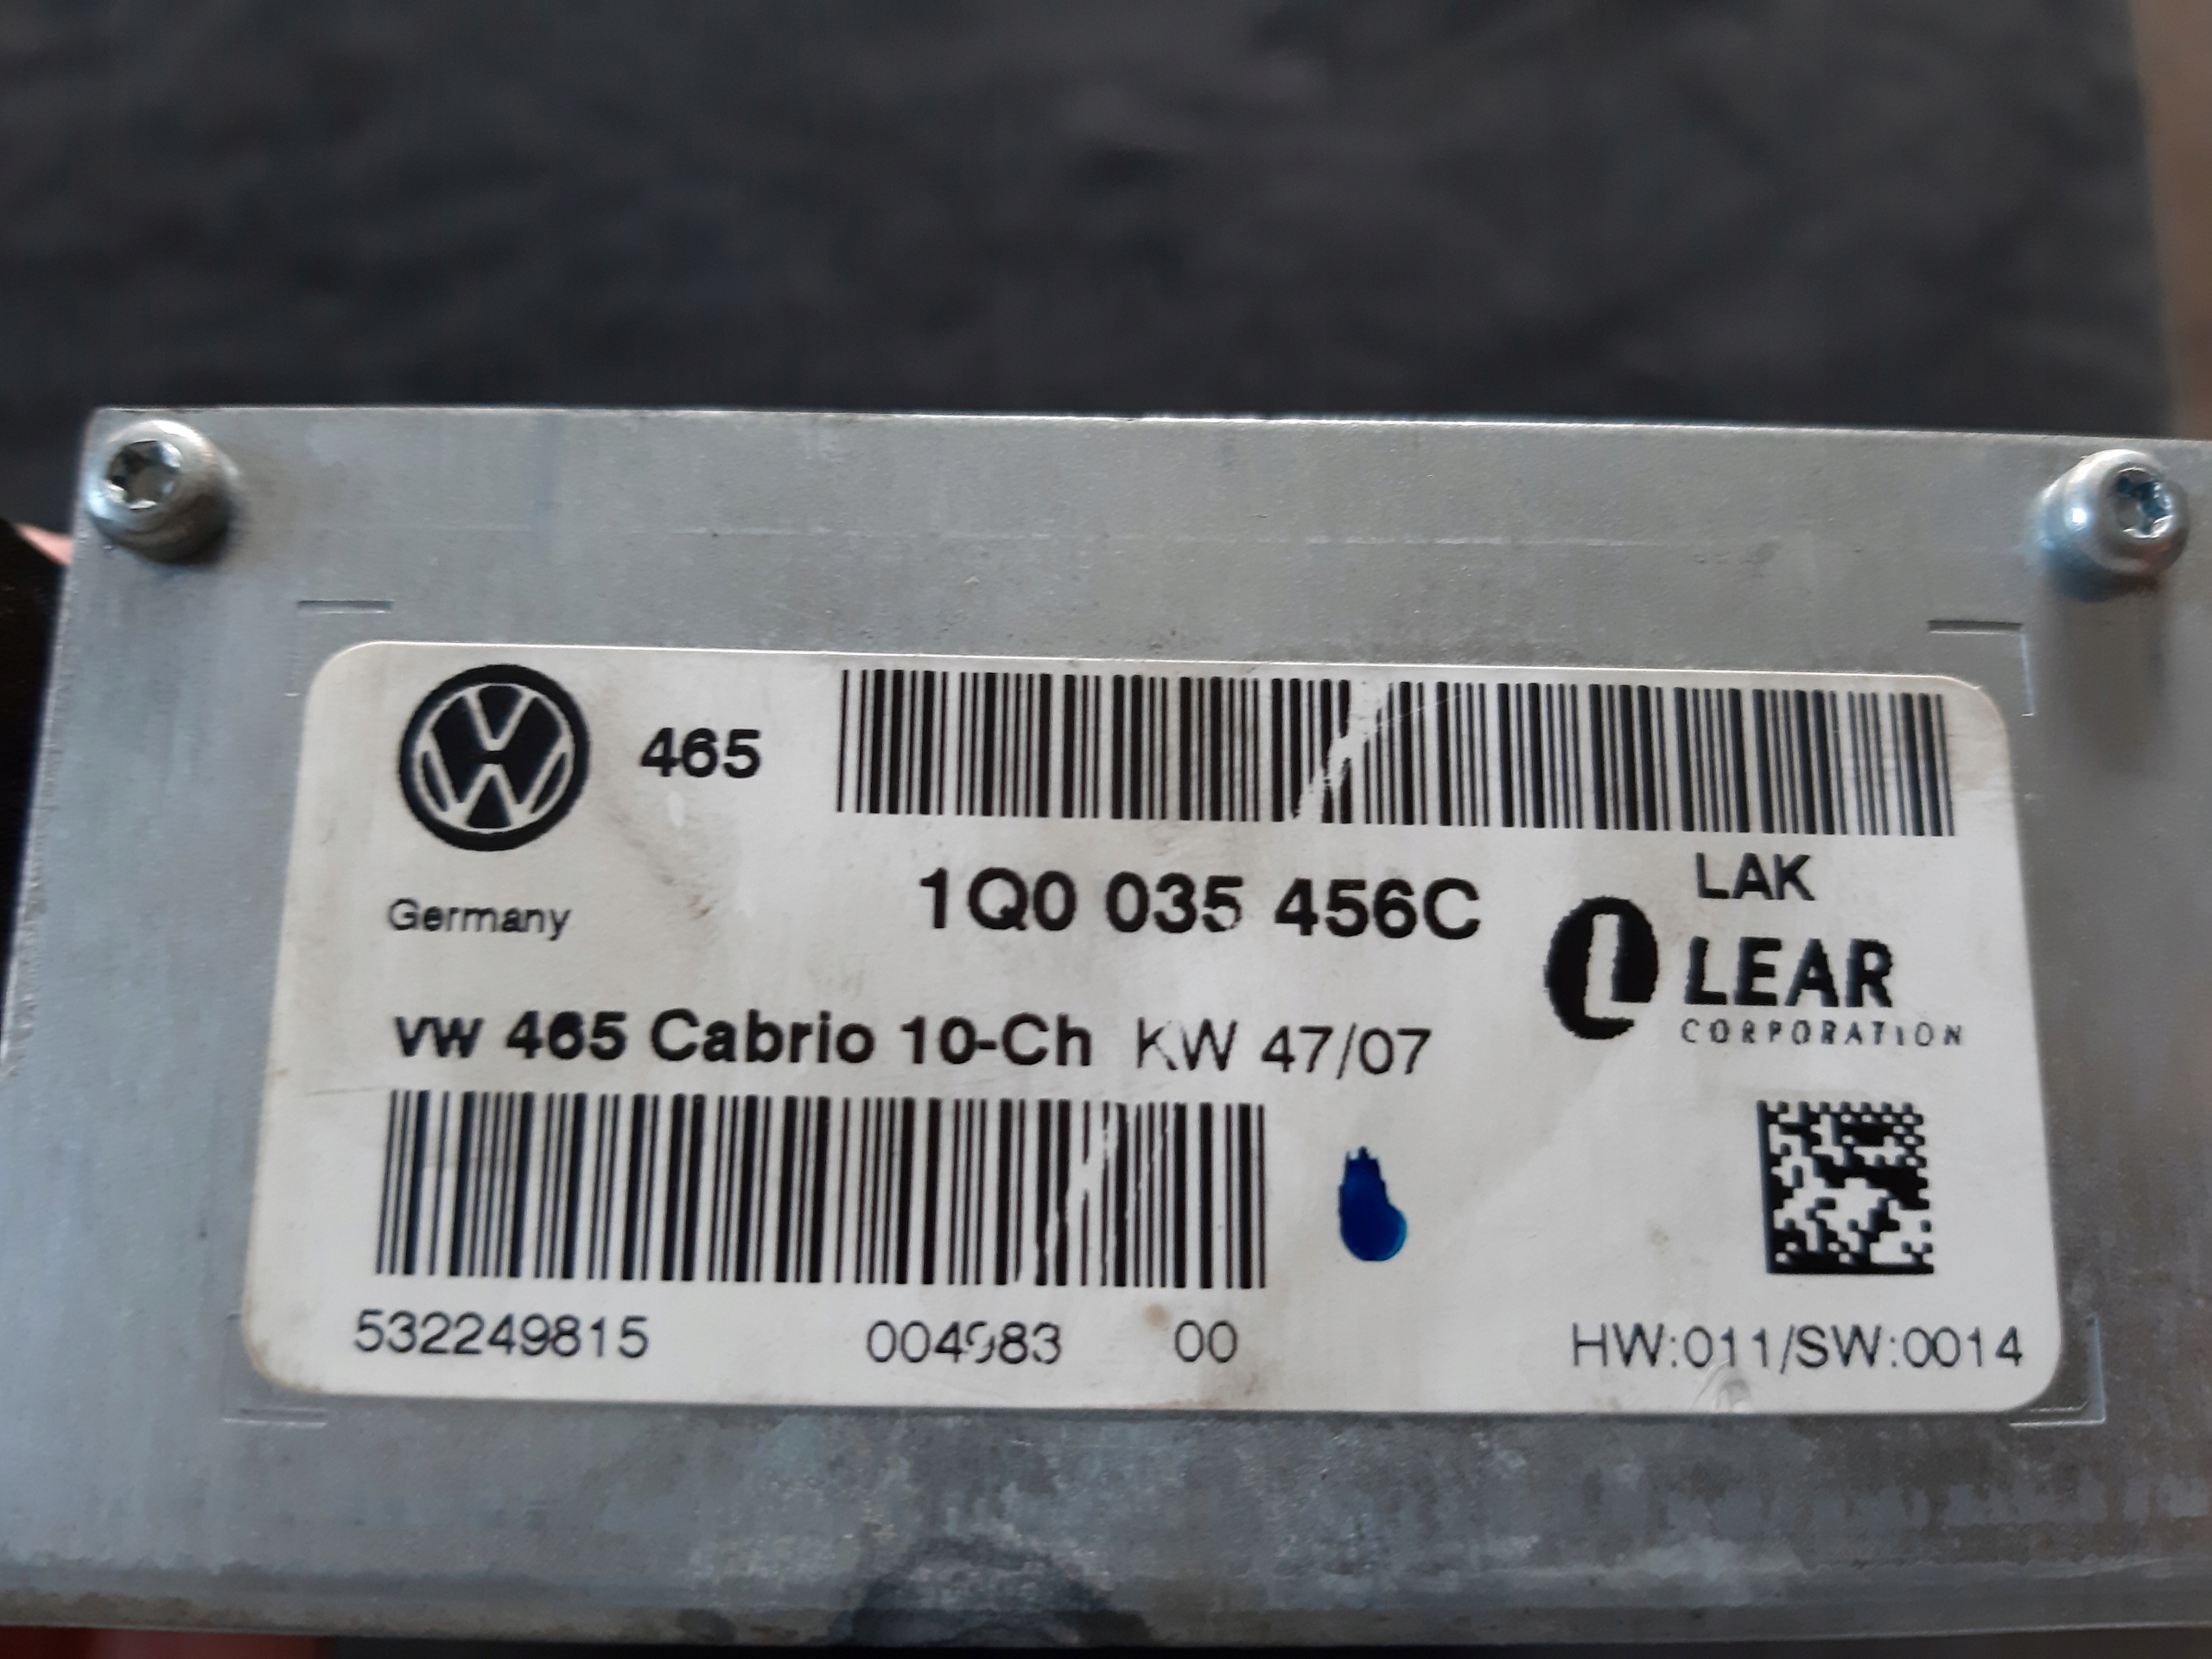 465
1Q0 035 456C
LAK
Germany
LEAR
CORPORATION
VW 465 Cabrio 10-Ch KW 47/07
532249815 004983 00
HW:011/SW:0014